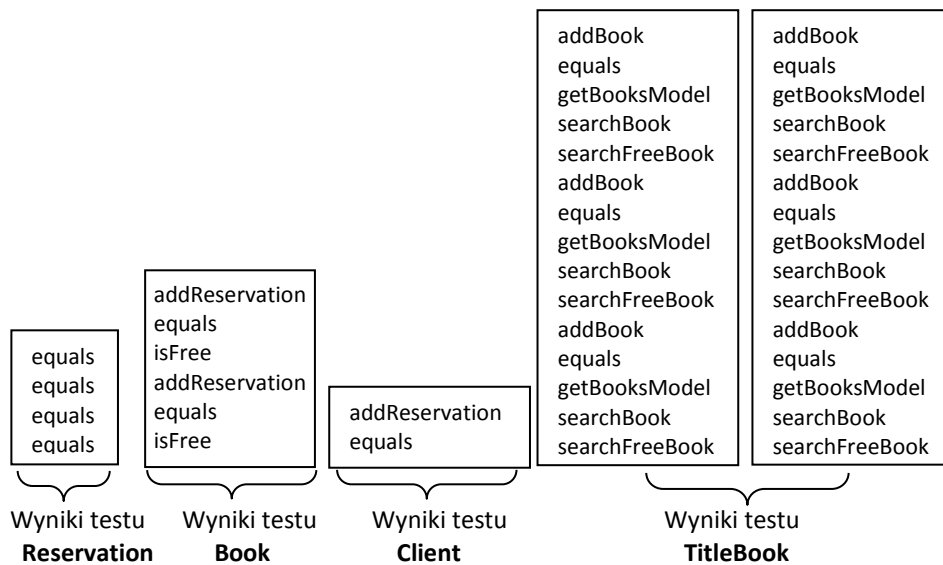 equals
equals
equals
equals
Wyniki testu
Reservation
addReservation
equals
isFree
addReservation
equals
isFree
Wyniki testu
Book
addReservation
equals
Wyniki testu
Client
addBook
equals
getBooksModel
searchBook
searchFreeBook
addBook
equals
getBooksModel
searchBook
searchFreeBook
addBook
equals
getBooksModel
searchBook
searchFreeBook
addBook
equals
getBooksModel
searchBook
searchFreeBook
addBook
equals
getBooksModel
searchBook
searchFreeBook
addBook
equals
getBooksModel
searchBook
searchFreeBook
Wyniki testu
TitleBook